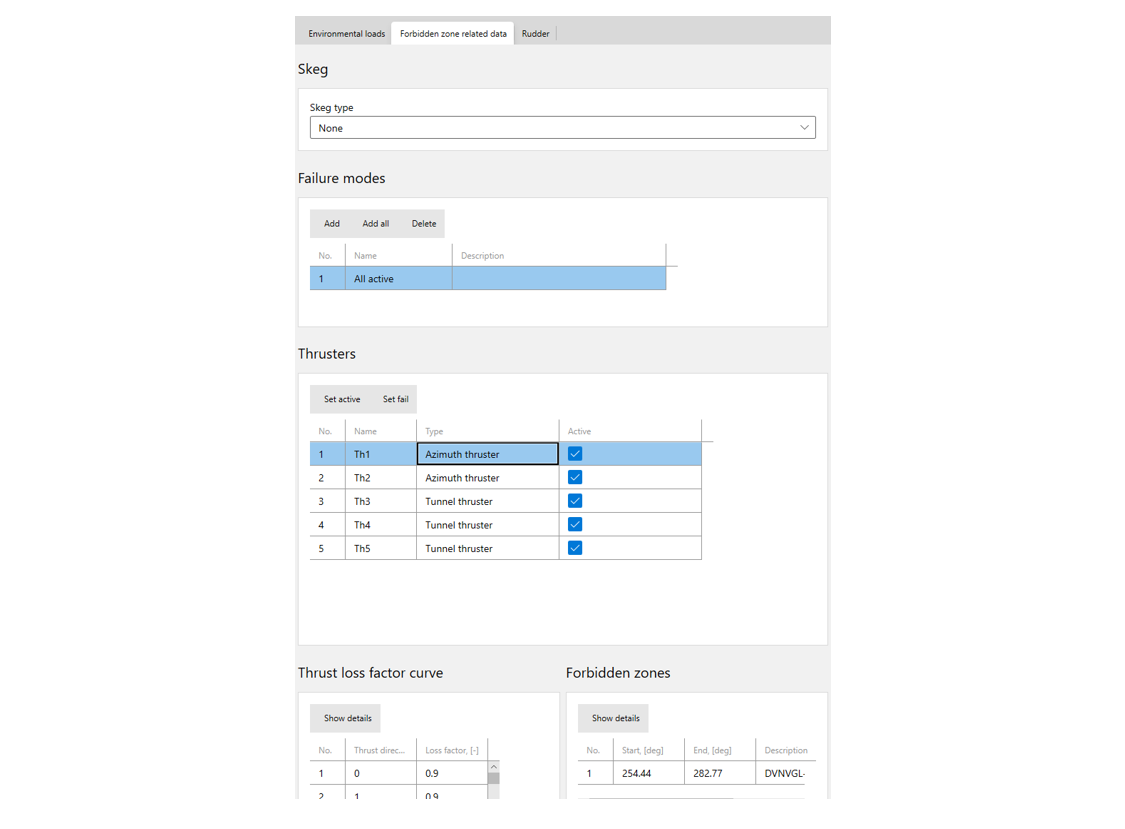 Environmental loads Forbidden zone related data Rudder
Skeg
Skeg type
None
Failure modes
Add Add all Delete
No. Name Description
1 All active
Thrusters
Set active Set fail
No. Name Type Active
1 Th1 Azimuth thruster
2 Th2 Azimuth thruster
3 Th3 Tunnel thruster
4 Th4 Tunnel thruster
5 Th5 Tunnel thruster
Thrust loss factor curve
Show details
No. Thrust direc... Loss factor, [-]
1 0 0.9
2 1 0.9
Forbidden zones
Show details
No. Start, [deg] End, [deg] Description
1 254.44 282.77 DVNVGL-